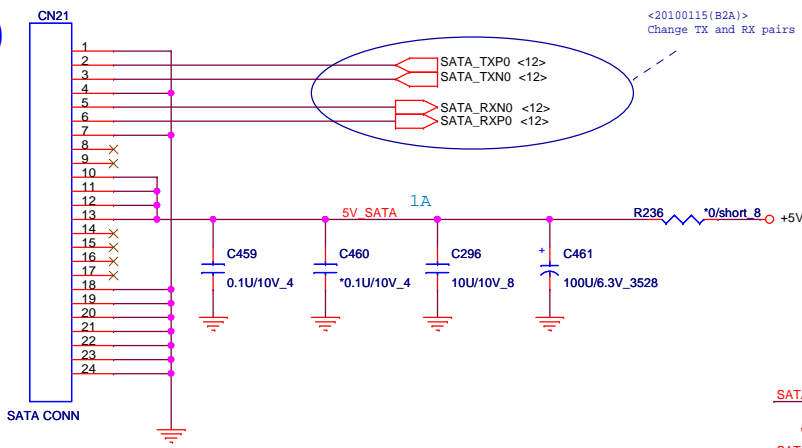 CN21
<20100115(B2A)>
Change TX and RX pairs
1
2
SATA_TXP0 <12>
3
SATA_TXN0 <12>
4
5
SATA_RXN0 <12>
6
SATA_RXP0 <12>
7
8
9
10
11
12
1A
13
5V_SATA
R236
*0/short_8
+5V
14
15
16
17
C459
0.1U/10V_4
C460
*0.1U/10V_4
C296
10U/10V_8
+
C461
100U/6.3V_3528
18
19
20
21
22
23
24
SATA CONN
SATA